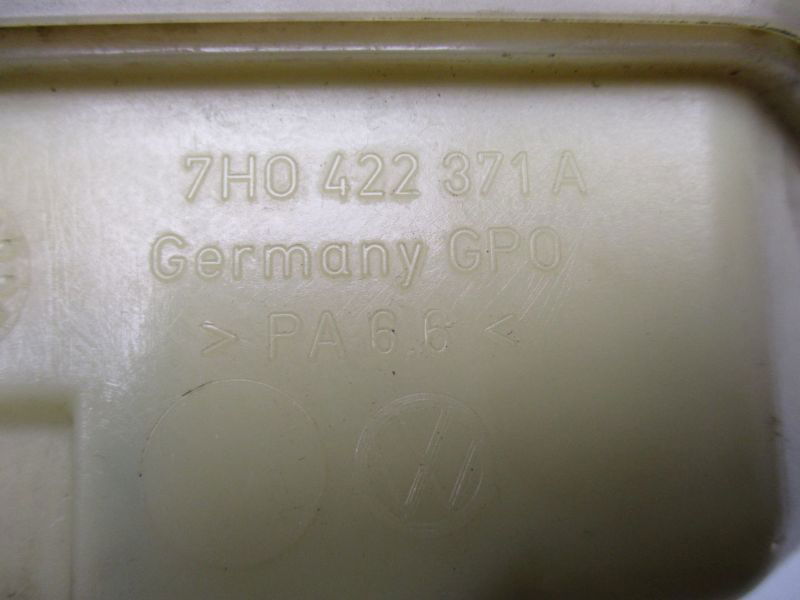 7H0 422 371 A
Germany GPO
> PA 6.6 <